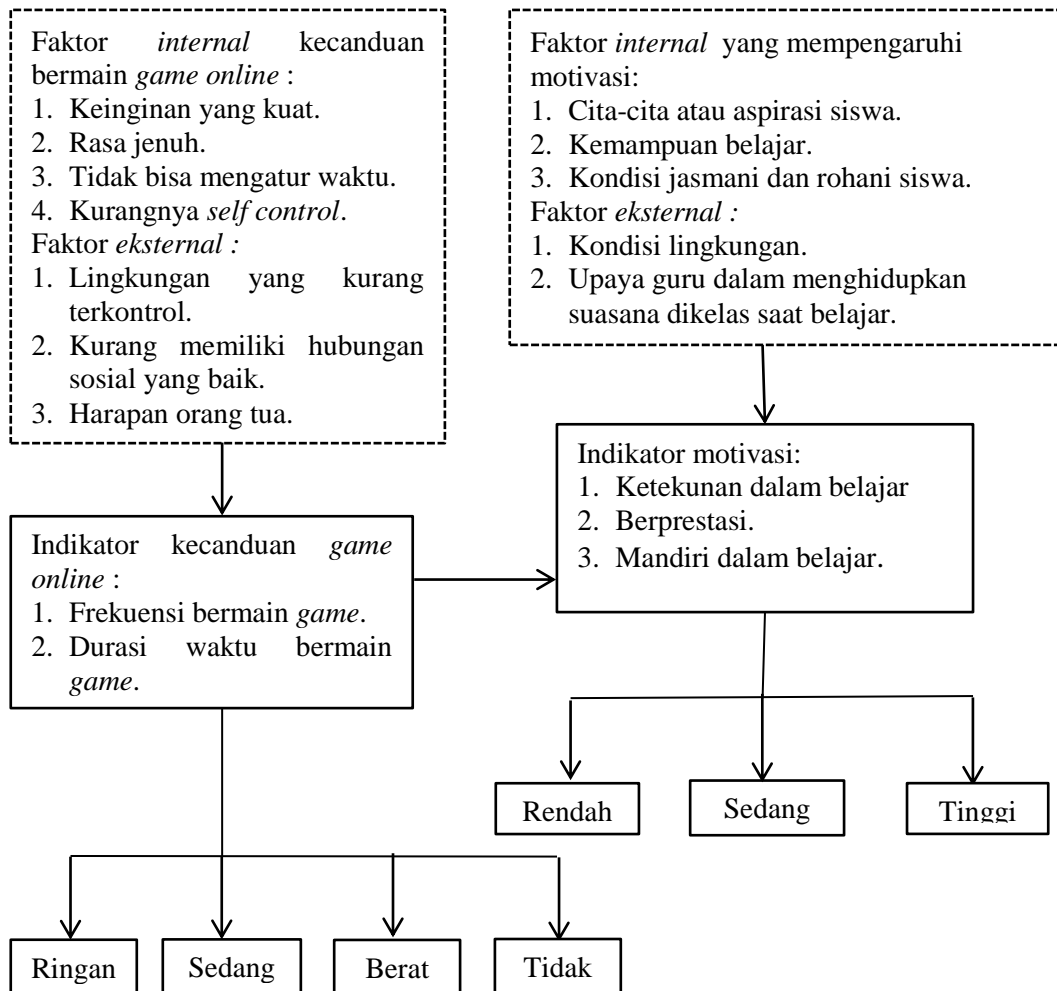 Faktor internal kecanduan
bermain game online :
1. Keinginan yang kuat.
2. Rasa jenuh.
3. Tidak bisa mengatur waktu.
4. Kurangnya self control.
Faktor eksternal :
1. Lingkungan yang kurang
terkontrol.
2. Kurang memiliki hubungan
sosial yang baik.
3. Harapan orang tua.
Faktor internal yang mempengaruhi
motivasi:
1. Cita-cita atau aspirasi siswa.
2. Kemampuan belajar.
3. Kondisi jasmani dan rohani siswa.
Faktor eksternal :
1. Kondisi lingkungan.
2. Upaya guru dalam menghidupkan
suasana dikelas saat belajar.
Indikator motivasi:
1. Ketekunan dalam belajar
2. Berprestasi.
3. Mandiri dalam belajar.
Indikator kecanduan game
online :
1. Frekuensi bermain game.
2. Durasi waktu bermain
game.
Rendah
Sedang
Tinggi
Ringan
Sedang
Berat
Tidak